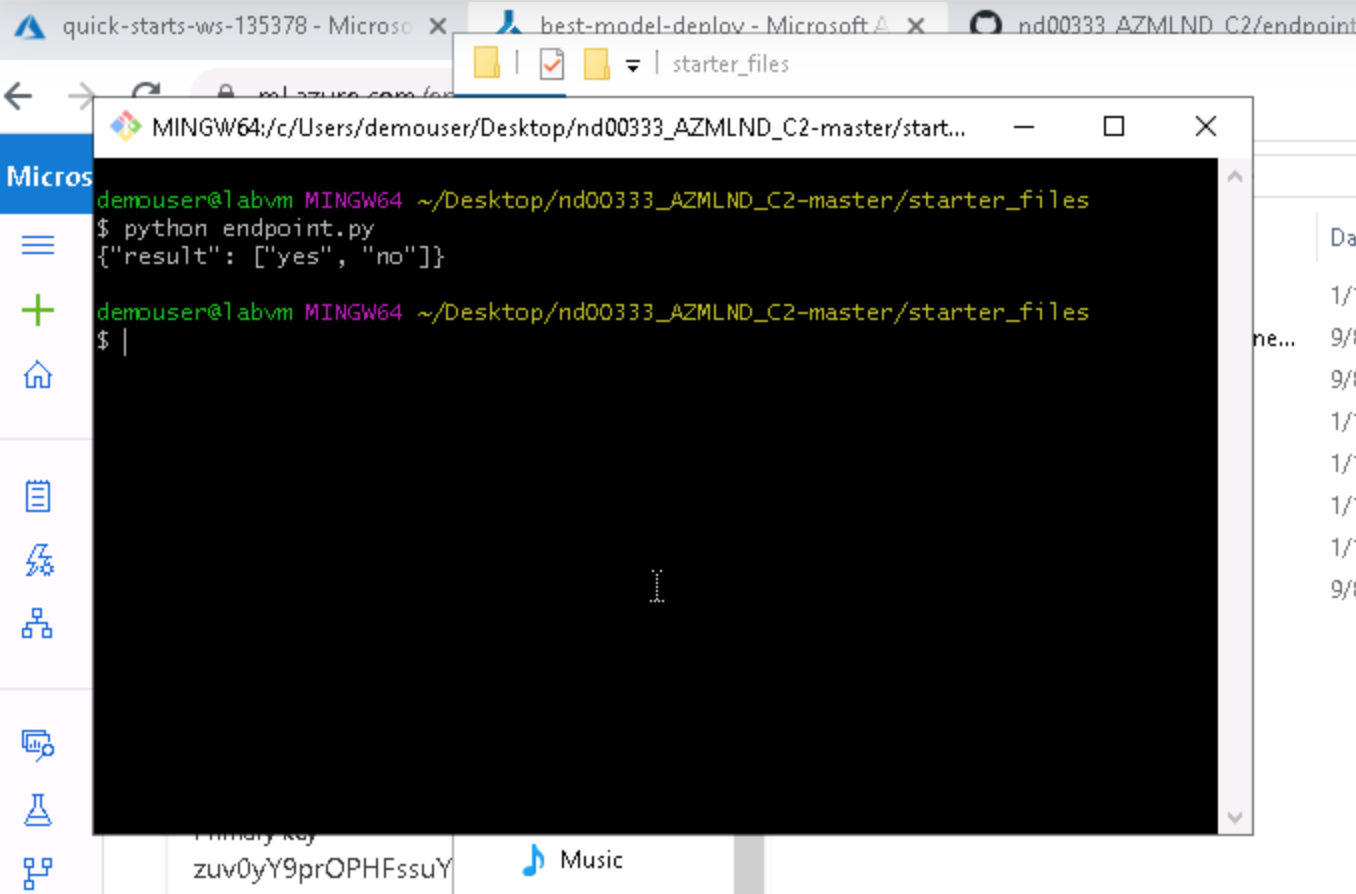 quick-starts-ws-135378 - Microso
best-model-deploy - Microsoft A
nd00333_AZMLND_C2/endpoint
starter_files
ml.azure.com/en
MINGW64:/c/Users/demouser/Desktop/nd00333_AZMLND_C2-master/start...
Micros
demouser@labvm MINGW64 ~/Desktop/nd00333_AZMLND_C2-master/starter_files
$ python endpoint.py
{"result": ["yes", "no"]}
demouser@labvm MINGW64 ~/Desktop/nd00333_AZMLND_C2-master/starter_files
$
Da
1/1
ne... 9/8
9/8
1/1
1/1
1/1
1/1
9/8
Primary key
zuv0yY9prOPHFssuY
Music